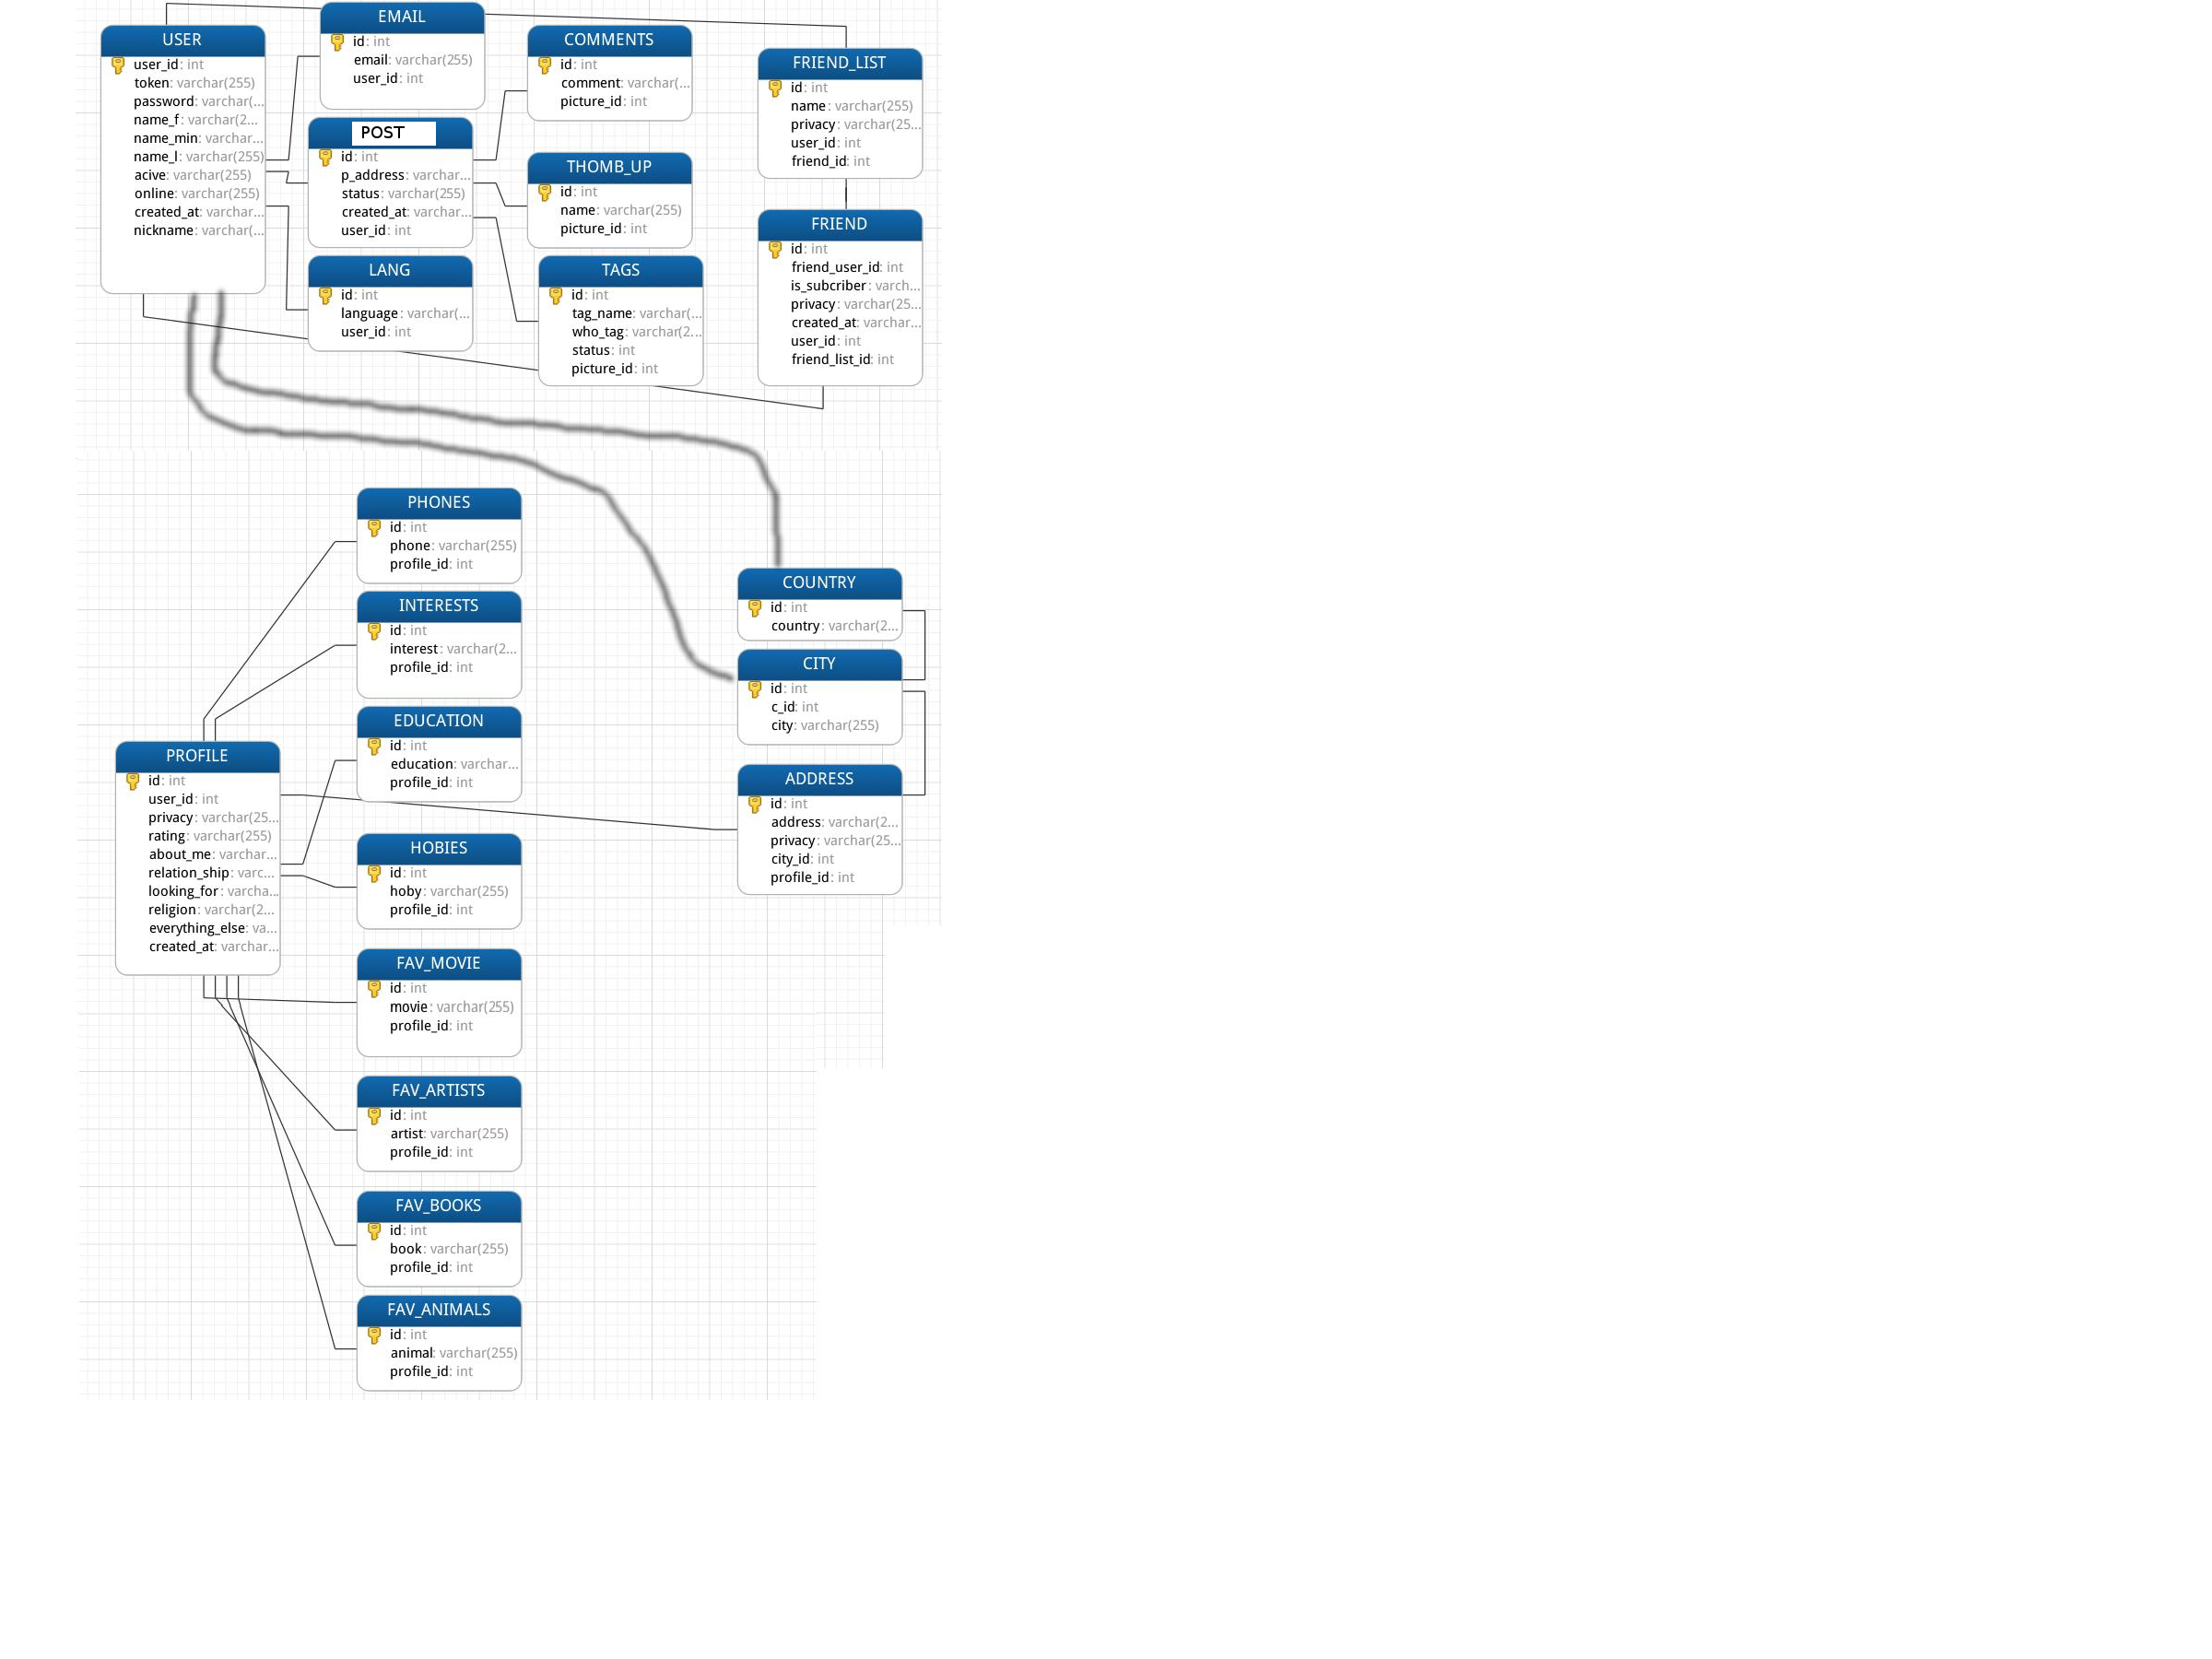 USER
user_id: int
token: varchar(255)
password: varchar(...
name_f: varchar(2...
name_min: varchar...
name_l: varchar(255)
acive: varchar(255)
online: varchar(255)
created_at: varchar...
nickname: varchar(...
EMAIL
id: int
email: varchar(255)
user_id: int
POST
id: int
p_address: varchar...
status: varchar(255)
created_at: varchar...
user_id: int
LANG
id: int
language: varchar(...
user_id: int
COMMENTS
id: int
comment: varchar(...
picture_id: int
THOMB_UP
id: int
name: varchar(255)
picture_id: int
TAGS
id: int
tag_name: varchar(...
who_tag: varchar(2...
status: int
picture_id: int
FRIEND_LIST
id: int
name: varchar(255)
privacy: varchar(25...
user_id: int
friend_id: int
FRIEND
id: int
friend_user_id: int
is_subcriber: varch...
privacy: varchar(25...
created_at: varchar...
user_id: int
friend_list_id: int
PHONES
id: int
phone: varchar(255)
profile_id: int
INTERESTS
id: int
interest: varchar(2...
profile_id: int
EDUCATION
id: int
education: varchar...
profile_id: int
COUNTRY
id: int
country: varchar(2...
CITY
id: int
c_id: int
city: varchar(255)
ADDRESS
id: int
address: varchar(2...
privacy: varchar(25...
city_id: int
profile_id: int
PROFILE
id: int
user_id: int
privacy: varchar(25...
rating: varchar(255)
about_me: varchar...
relation_ship: varc...
looking_for: varcha...
religion: varchar(2...
everything_else: va...
created_at: varchar...
HOBIES
id: int
hoby: varchar(255)
profile_id: int
FAV_MOVIE
id: int
movie: varchar(255)
profile_id: int
FAV_ARTISTS
id: int
artist: varchar(255)
profile_id: int
FAV_BOOKS
id: int
book: varchar(255)
profile_id: int
FAV_ANIMALS
id: int
animal: varchar(255)
profile_id: int